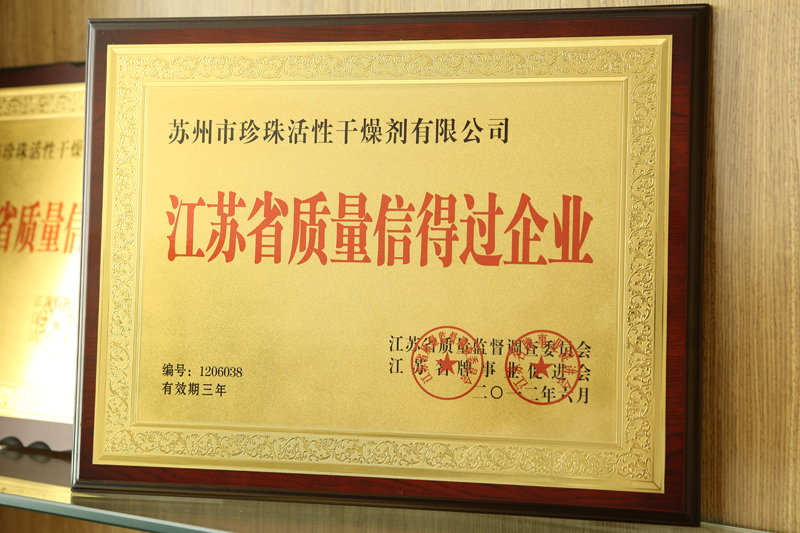 苏州市珍珠活性干燥剂有限公司
江苏省质量信得过企业
江苏省质量监督调查委员会
江苏名牌事业促进会
二〇一二年六月
编号：1206038
有效期三年
市珍珠活性干燥
省质量信